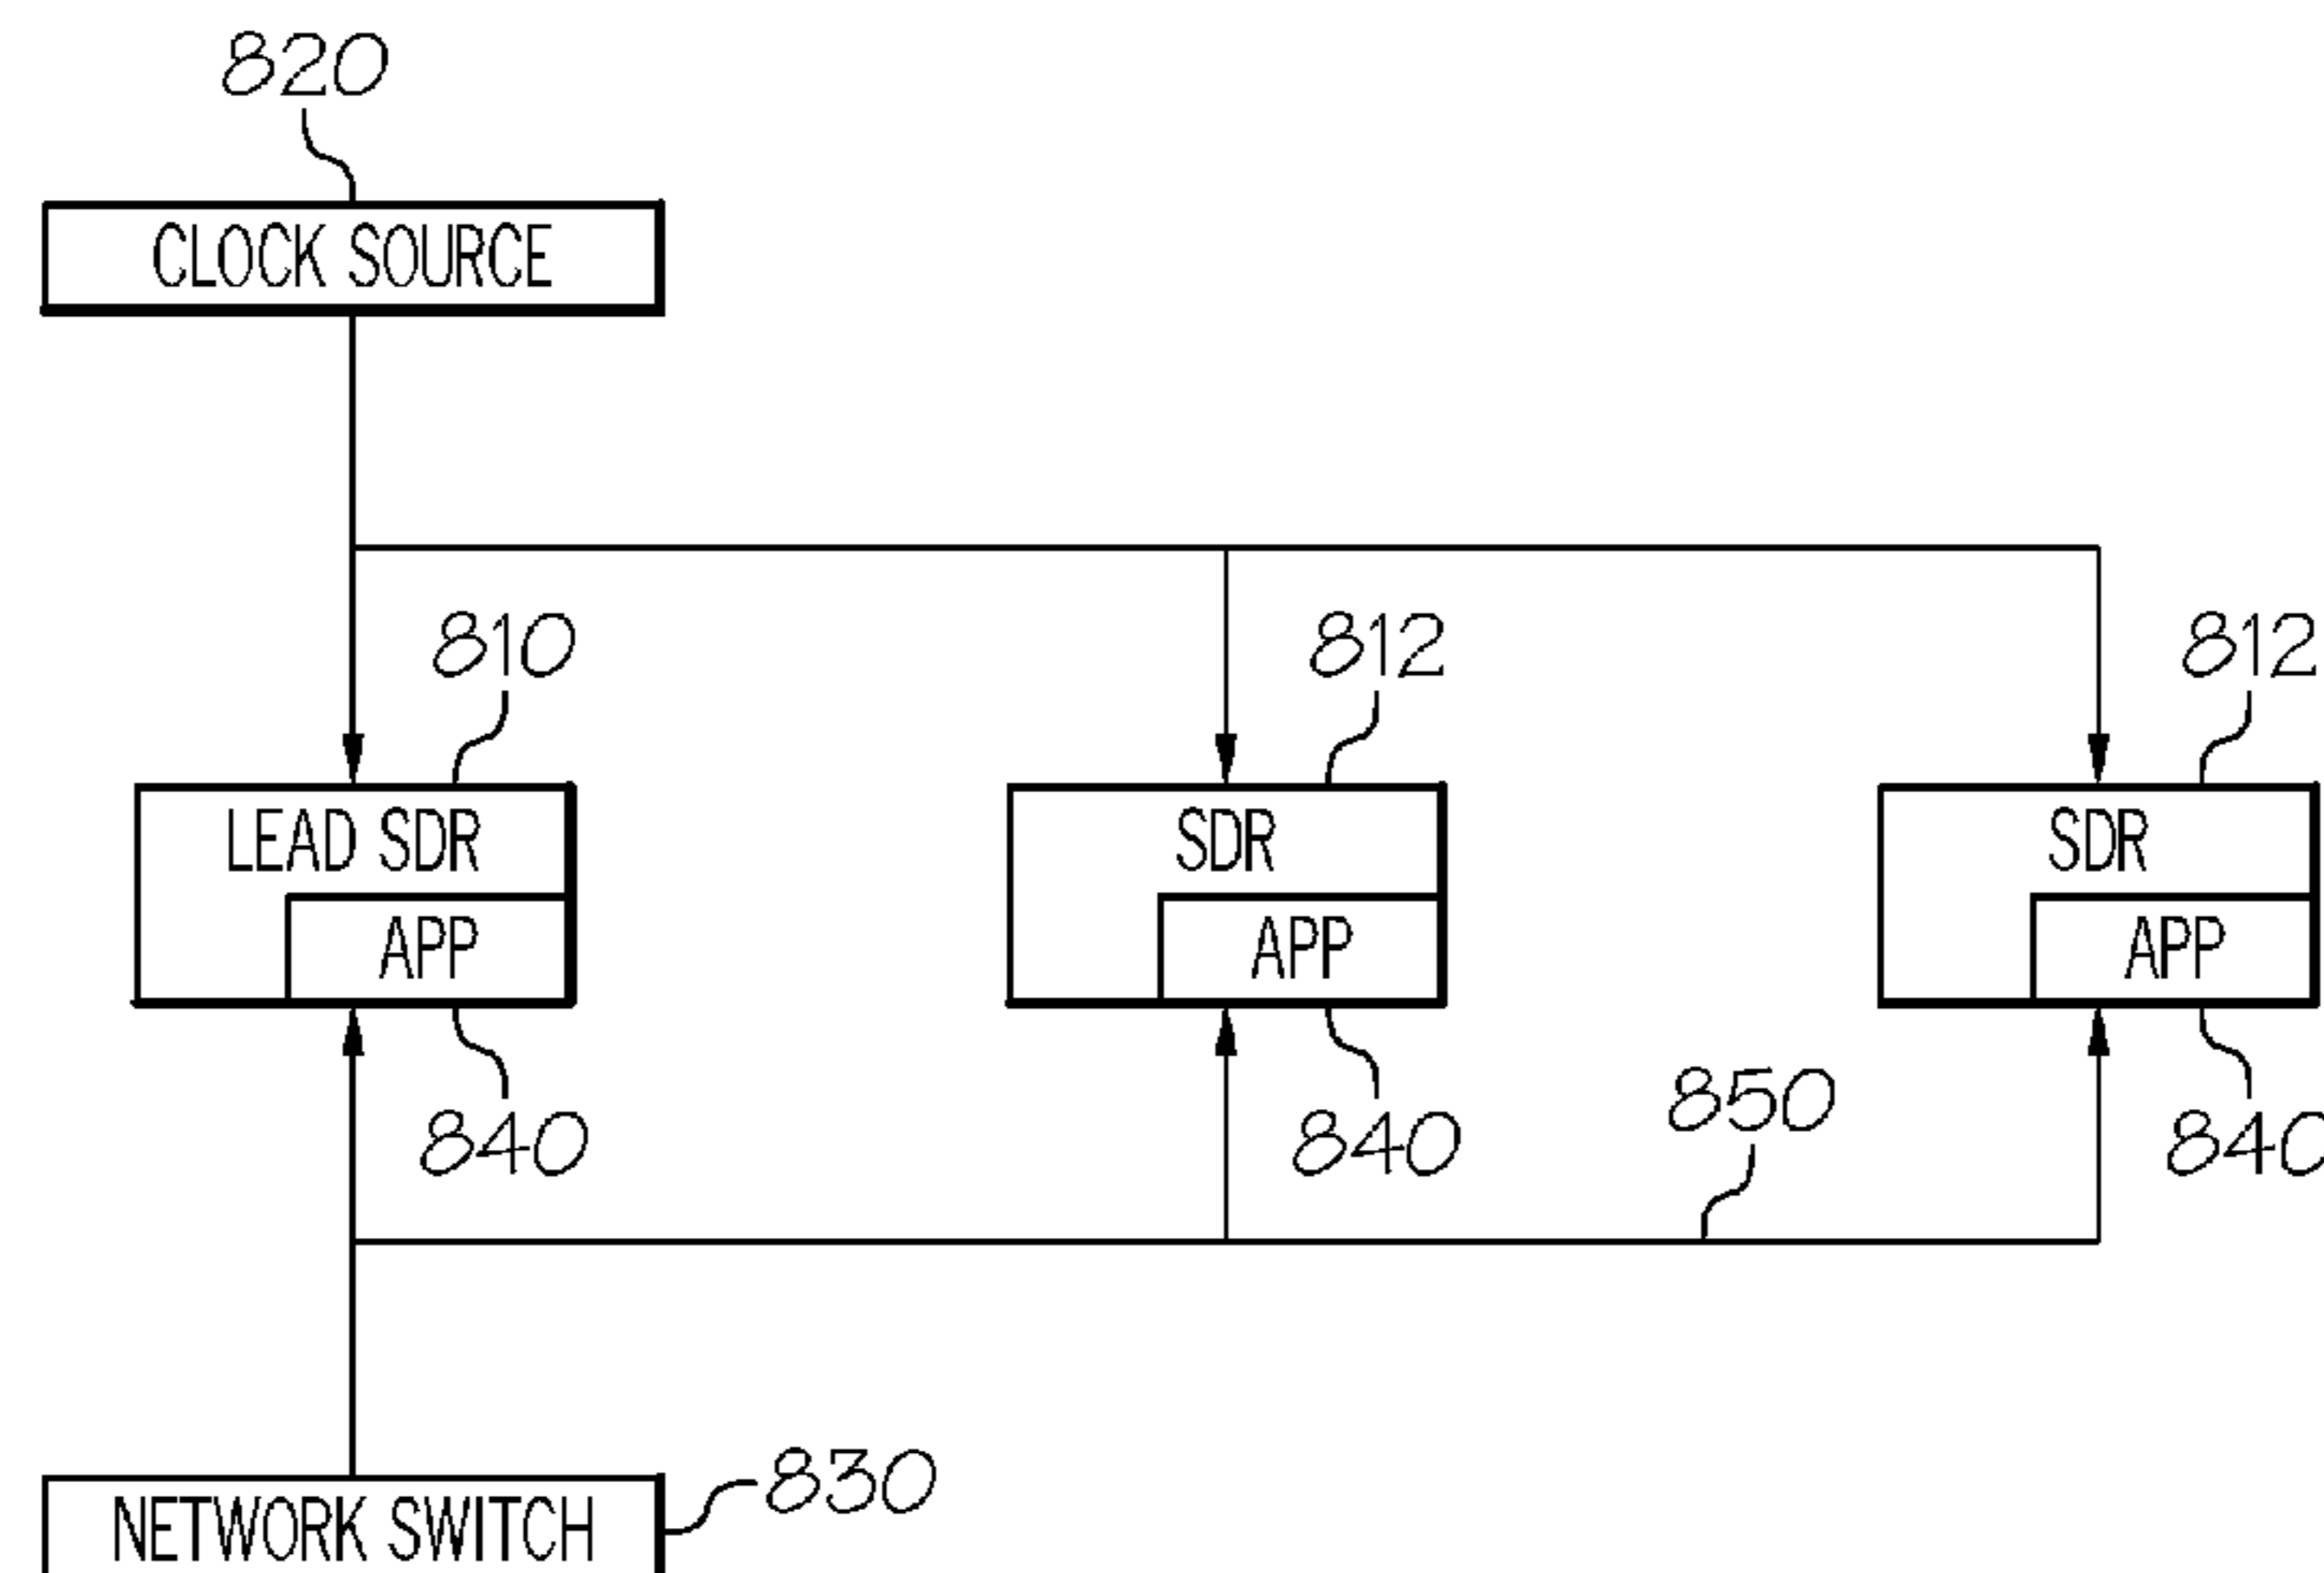 820
CLOCK SOURCE
810 812 812
LEAD SDR SDR SDR
APP APP APP
850
840 840 840
830
NETWORK SWITCH